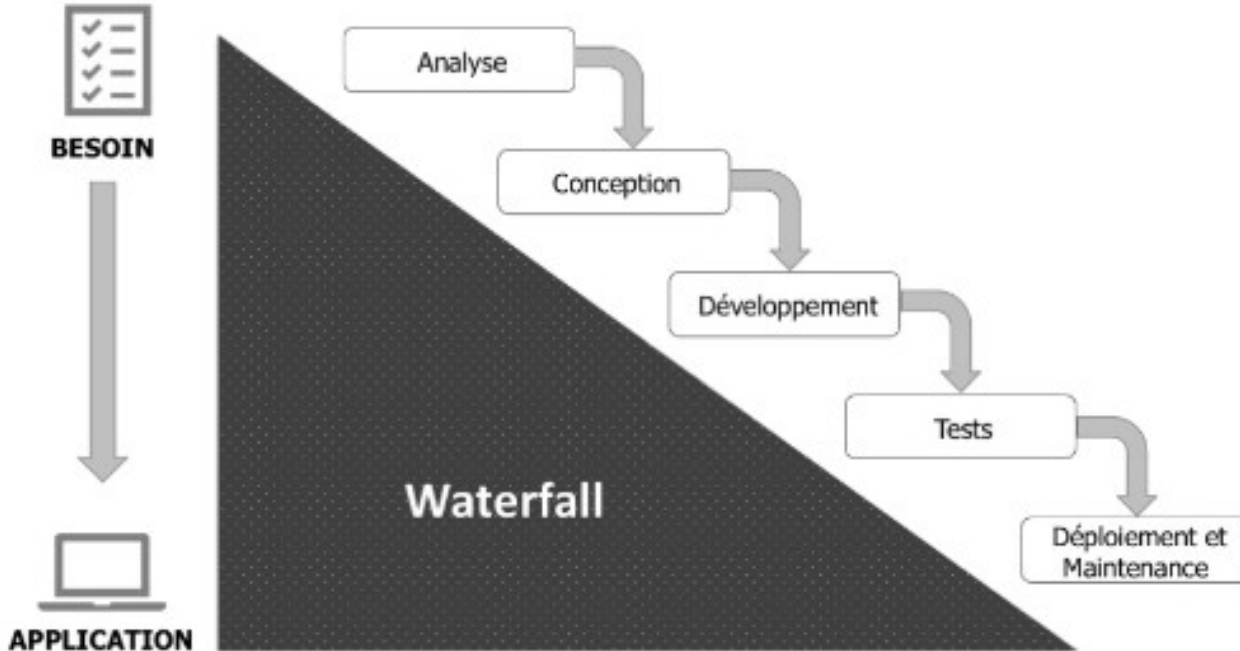 BESOIN
APPLICATION
Waterfall
Analyse
Conception
Développement
Tests
Déploiement et
Maintenance